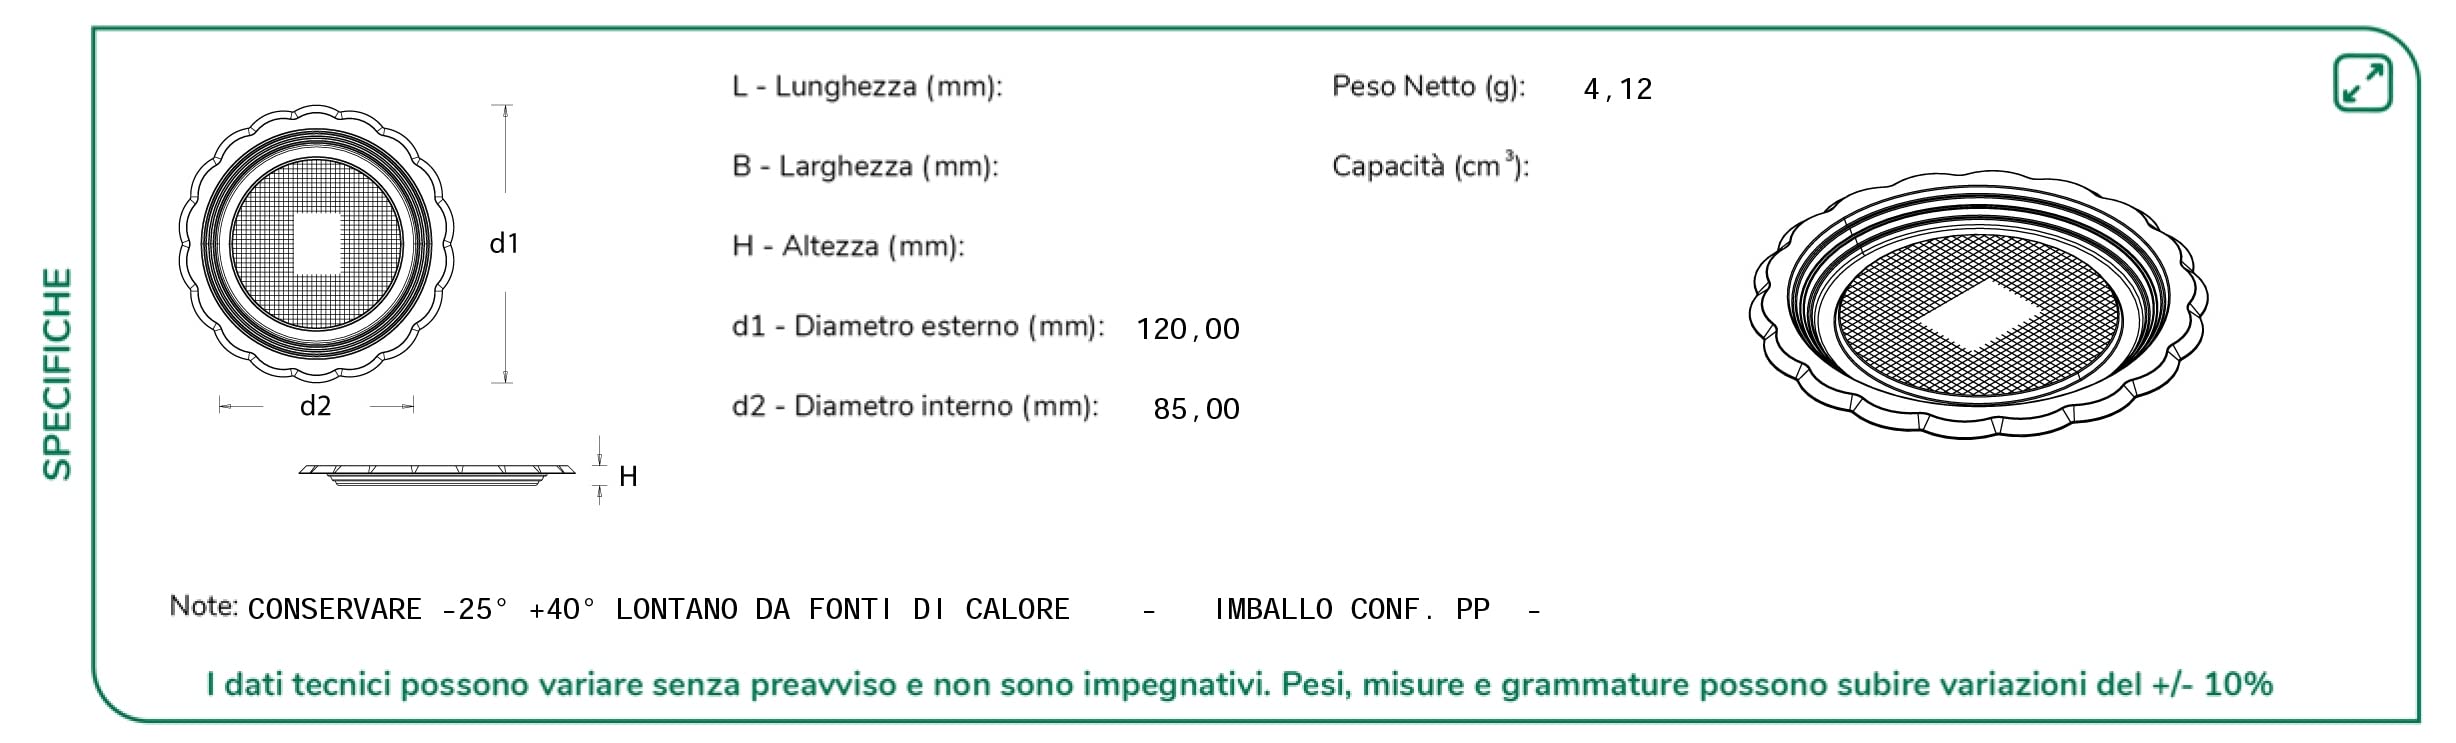 SPECIFICHE
d1
d2
H
L - Lunghezza (mm):
B - Larghezza (mm):
H - Altezza (mm):
d1 - Diametro esterno (mm): 120,00
d2 - Diametro interno (mm): 85,00
Peso Netto (g): 4,12
Capacità (cm³):
Note: CONSERVARE -25° +40° LONTANO DA FONTI DI CALORE - IMBALLO CONF. PP -
I dati tecnici possono variare senza preavviso e non sono impegnativi. Pesi, misure e grammature possono subire variazioni del +/- 10%